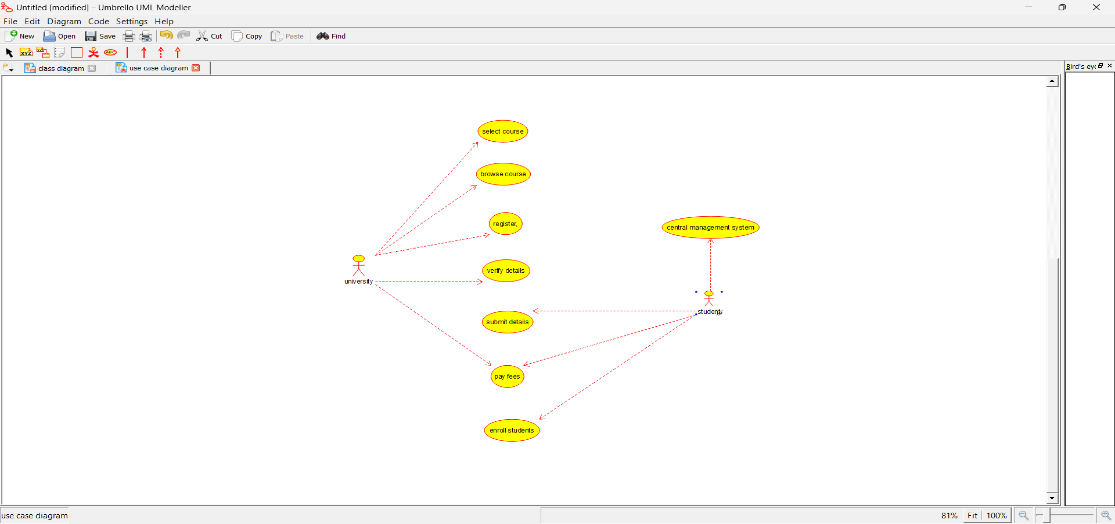 Untitled (modified) - Umbrello UML Modeller
File Edit Diagram Code Settings Help
New Open Save Cut Copy Paste Find
class diagram use case diagram
Bird's eye
select course
browse course
register,
central management system
university
verify details
student
submit details
pay fees
enroll students
use case diagram 81% Fit 100%